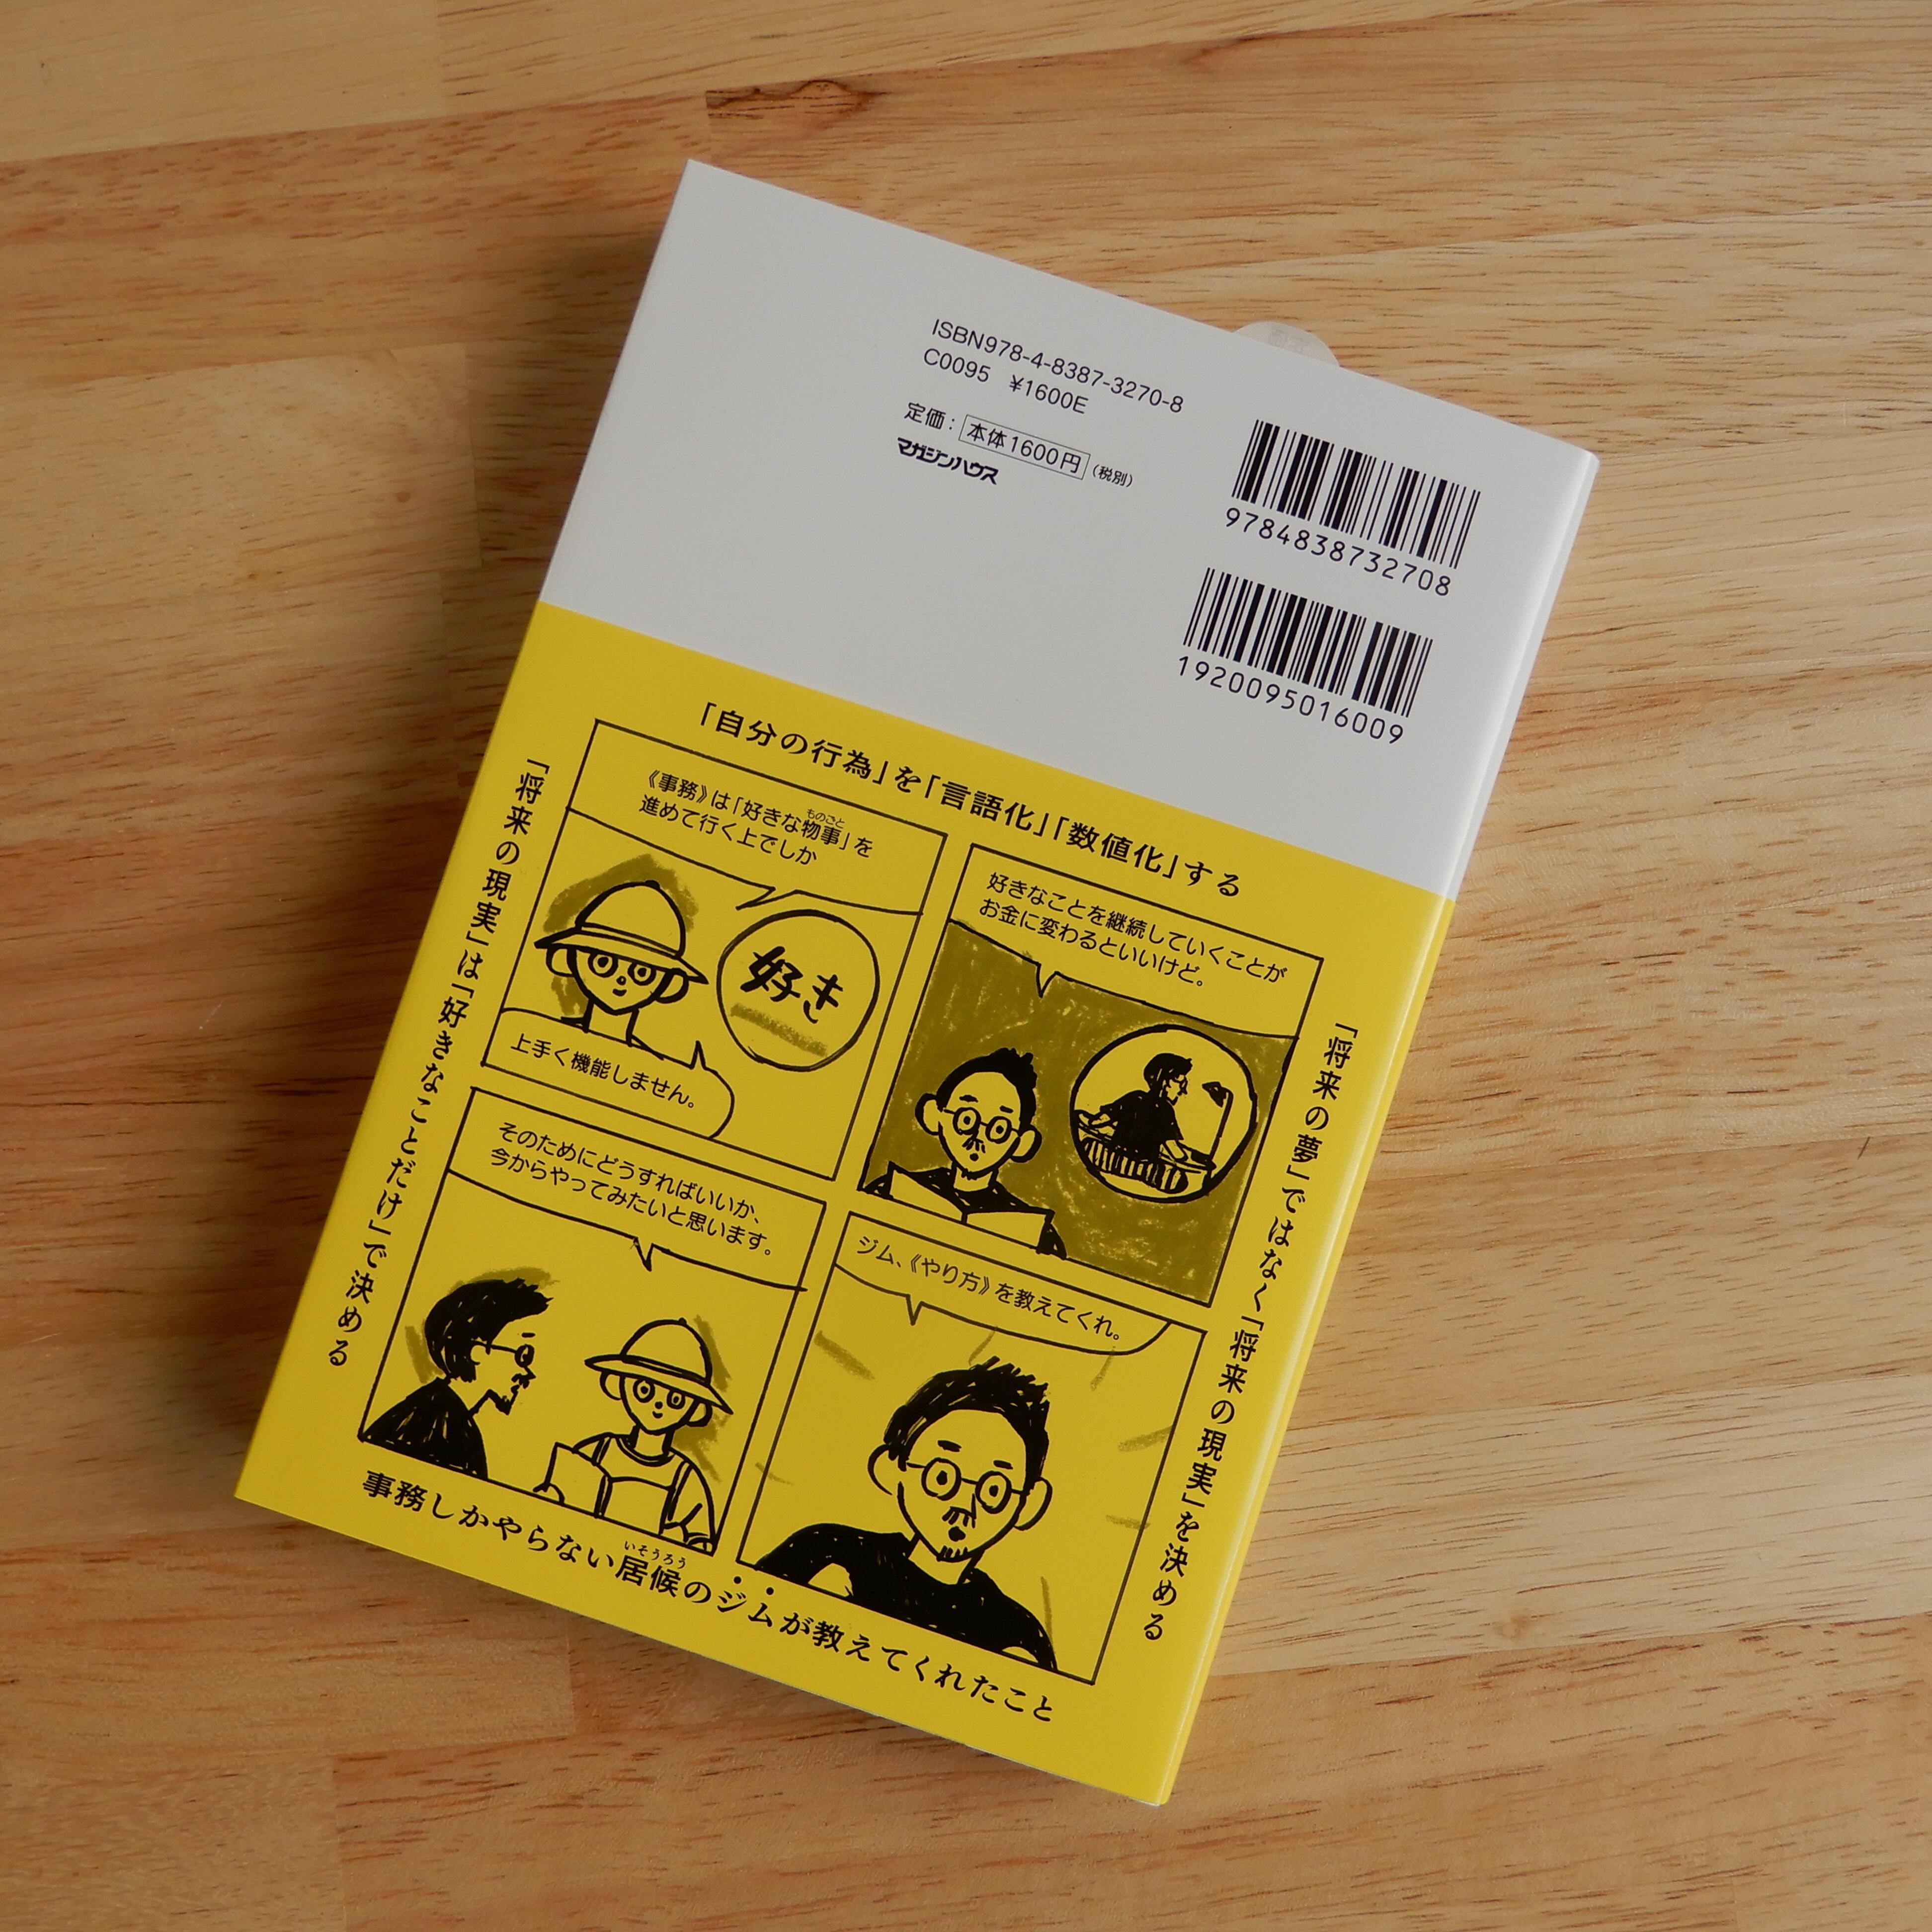 ISBN978-4-8387-3270-8
C0095 ¥1600E
定価：本体1600円（税別）
マガジンハウス
9784838732708
1920095016009
「自分の行為」を「言語化」「数値化」する
「将来の夢」ではなく「将来の現実」を決める
好きなことを継続していくことが
お金に変わるといいけど。
《事務》は「好きな物事」を
ものごと
進めて行く上でしか
好き
上手く機能しません。
ジム、《やり方》を教えてくれ。
そのためにどうすればいいか、
今からやってみたいと思います。
「将来の現実」は「好きなことだけ」で決める
いそうろう
事務しかやらない居候のジムが教えてくれたこと